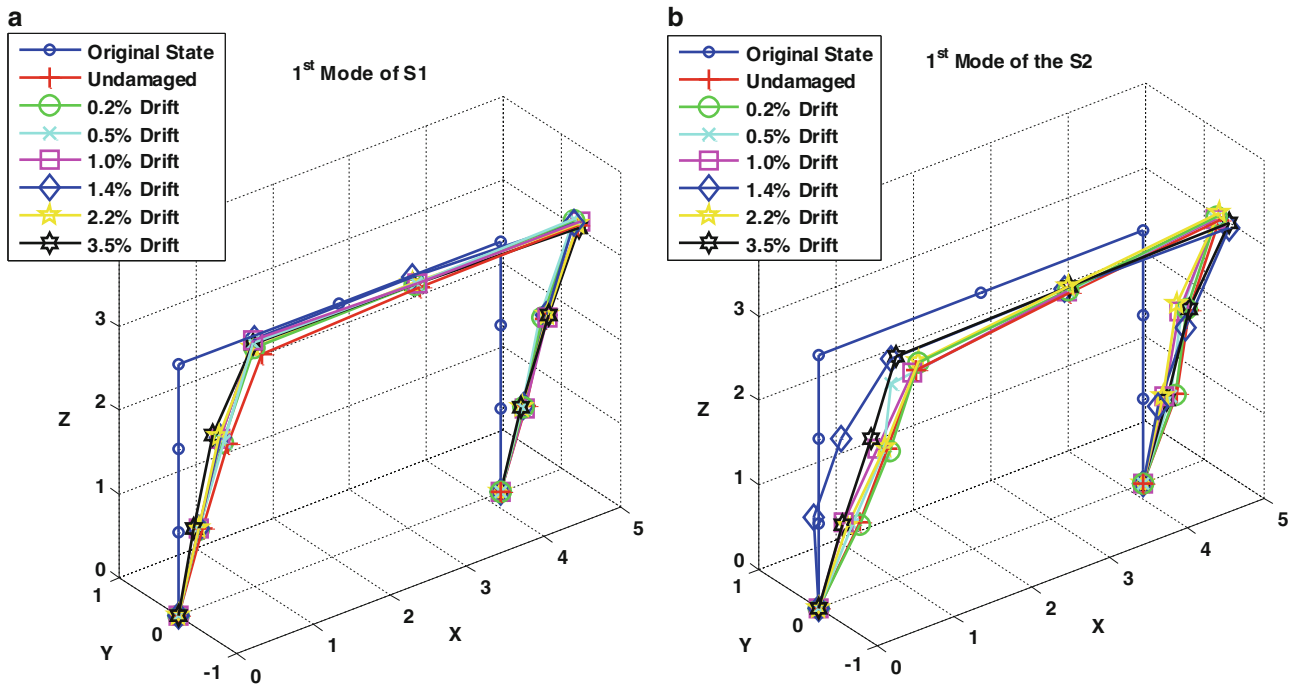 a
Original State
Undamaged
0.2% Drift
0.5% Drift
1.0% Drift
1.4% Drift
2.2% Drift
3.5% Drift
1st Mode of S1
3
2
1
0
Z
1
0
-1
Y
0
1
2
3
4
5
X
b
Original State
Undamaged
0.2% Drift
0.5% Drift
1.0% Drift
1.4% Drift
2.2% Drift
3.5% Drift
1st Mode of the S2
3
2
1
0
Z
1
0
-1
Y
0
1
2
3
4
5
X